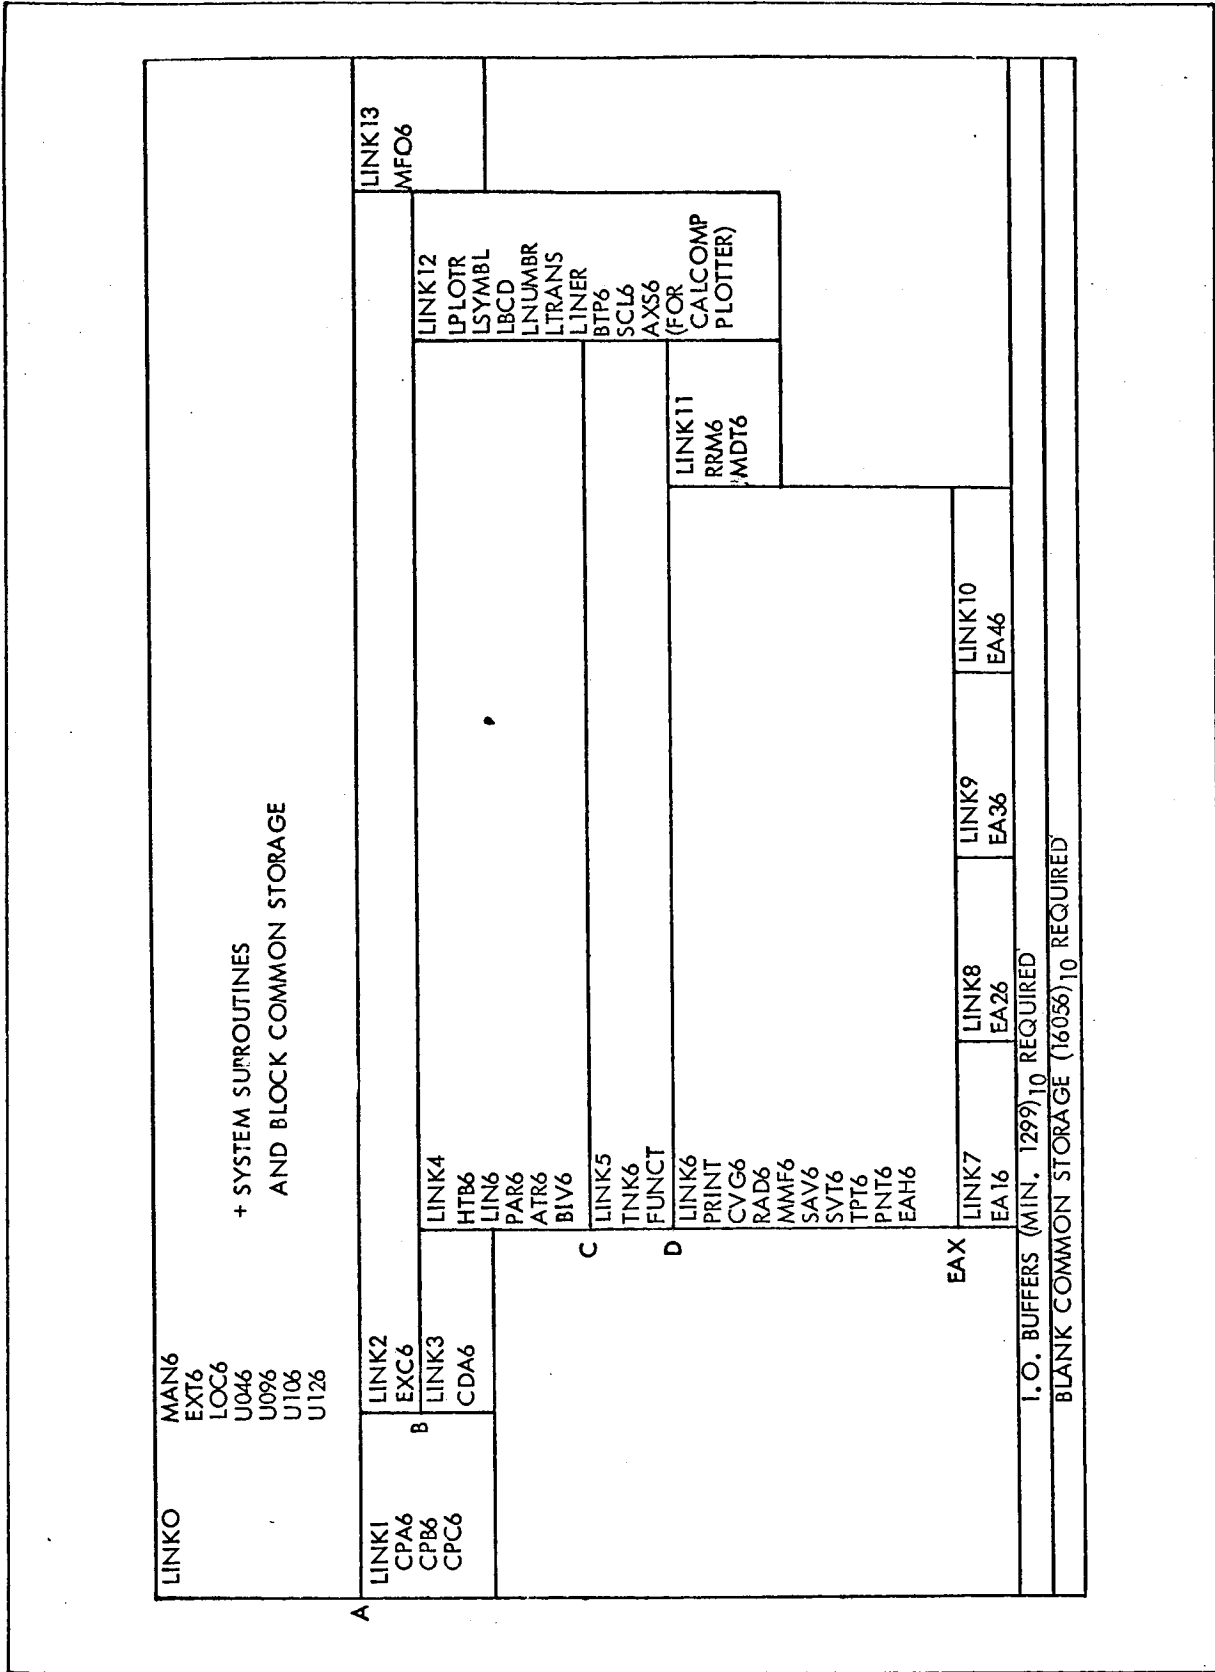 LINK0
MAN6
EXT6
LOC6
U046
U096
U106
U126
+ SYSTEM SUBROUTINES
AND BLOCK COMMON STORAGE
A
LINK1
CPA6
CPB6
CPC6
LINK2
EXC6
B
LINK3
CDA6
LINK4
HTB6
LIN6
PAR6
ATR6
BIV6
C
LINK5
TNK6
FUNCT
D
LINK6
PRINT
CVG6
RAD6
MMF6
SAV6
SVT6
TPT6
PNT6
EAH6
EAX
LINK7
EA16
LINK8
EA26
LINK9
EA36
LINK10
EA46
LINK11
RRM6
MDT6
LINK12
LPLOTR
LSYMBL
LBCD
LNUMBR
LTRANS
L1NER
BTP6
SCL6
AXS6
(FOR
CALCOMP
PLOTTER)
LINK13
MFO6
I.O. BUFFERS (MIN. 1299)10 REQUIRED
BLANK COMMON STORAGE (16056)10 REQUIRED